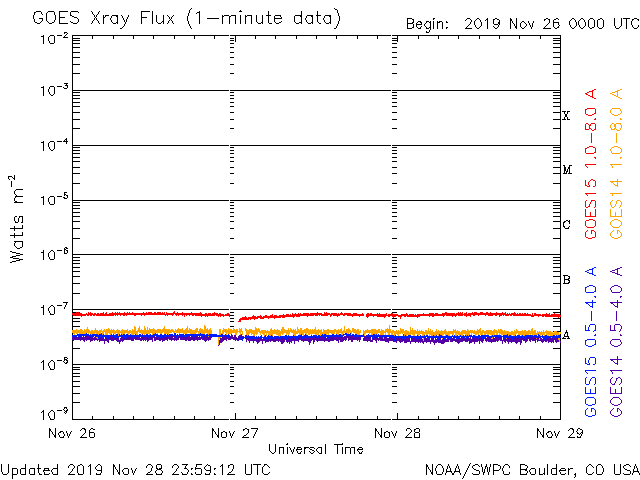 GOES Xray Flux (1-minute data)
Begin: 2019 Nov 26 0000 UTC
10⁻²
10⁻³
10⁻⁴
10⁻⁵
10⁻⁶
10⁻⁷
10⁻⁸
10⁻⁹
Watts m⁻²
X
M
C
B
A
GOES15 1.0-8.0 A
GOES14 1.0-8.0 A
GOES15 0.5-4.0 A
GOES14 0.5-4.0 A
Nov 26 Nov 27 Nov 28 Nov 29
Universal Time
Updated 2019 Nov 28 23:59:12 UTC
NOAA/SWPC Boulder, CO USA